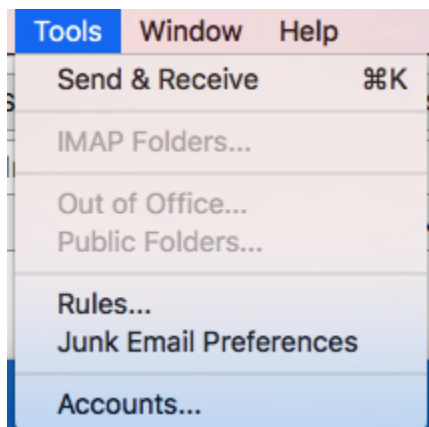 Tools Window Help
Send & Receive ⌘K
IMAP Folders...
Out of Office...
Public Folders...
Rules...
Junk Email Preferences
Accounts...